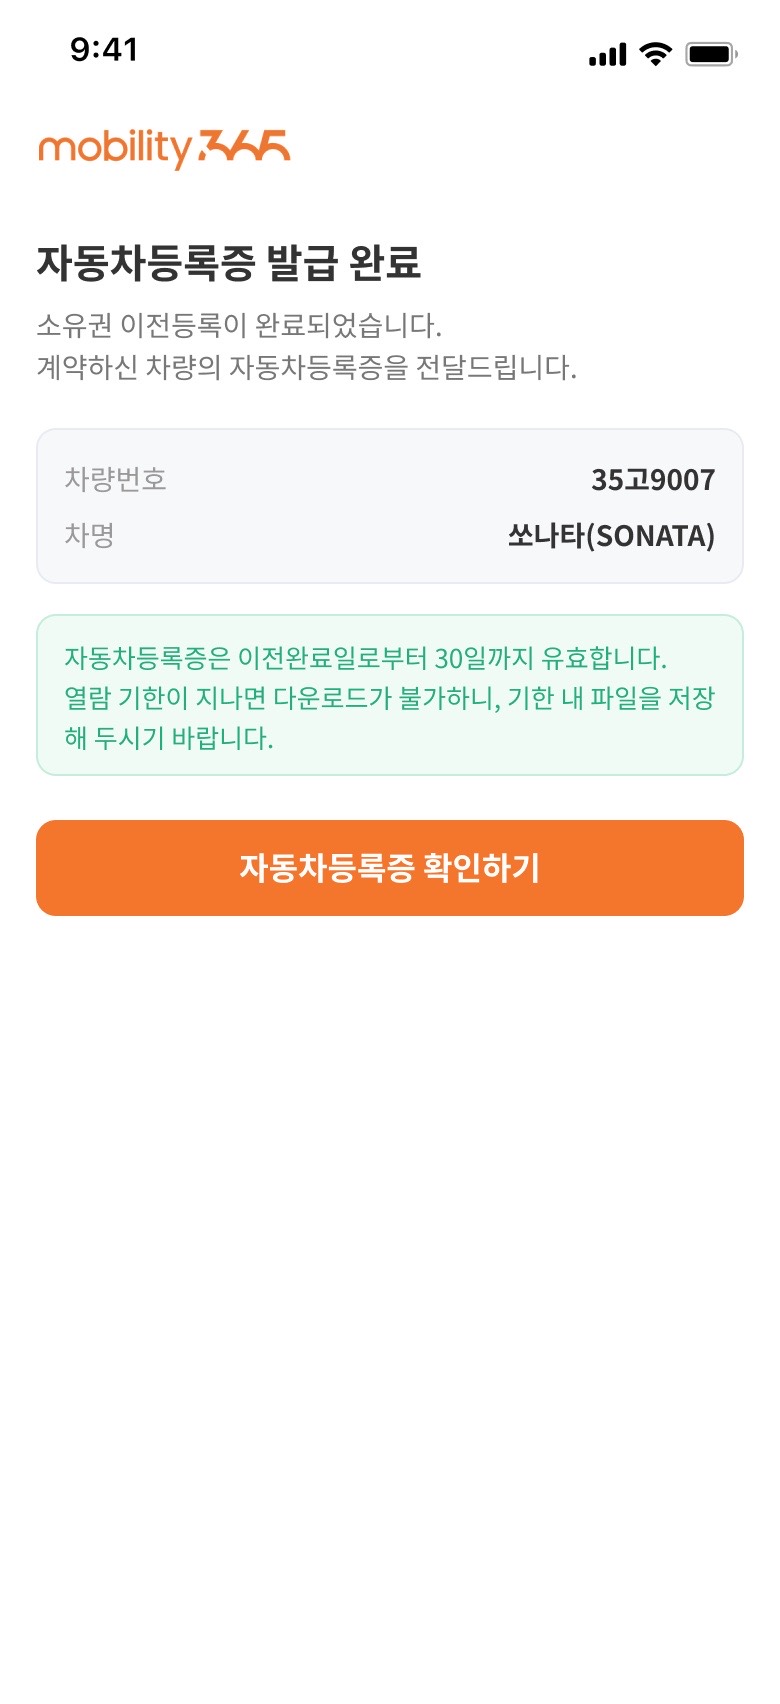 9:41
mobility 365
자동차등록증 발급 완료
소유권 이전등록이 완료되었습니다.
계약하신 차량의 자동차등록증을 전달드립니다.
차량번호 35고9007
차명 쏘나타(SONATA)
자동차등록증은 이전완료일로부터 30일까지 유효합니다.
열람 기한이 지나면 다운로드가 불가하니, 기한 내 파일을 저장
해 두시기 바랍니다.
자동차등록증 확인하기